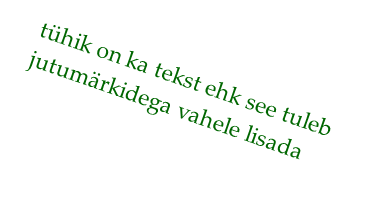 tühik on ka tekst ehk see tuleb
jutumärkidega vahele lisada